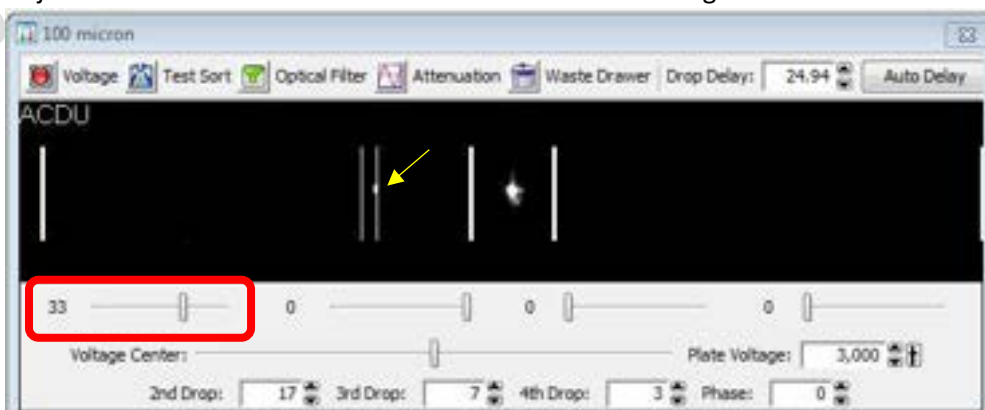 100 micron
Voltage Test Sort Optical Filter Attenuation Waste Drawer Drop Delay: 24.94 Auto Delay
ACDU
33 0 0 0
Voltage Center: Plate Voltage: 3,000
2nd Drop: 17 3rd Drop: 7 4th Drop: 3 Phase: 0